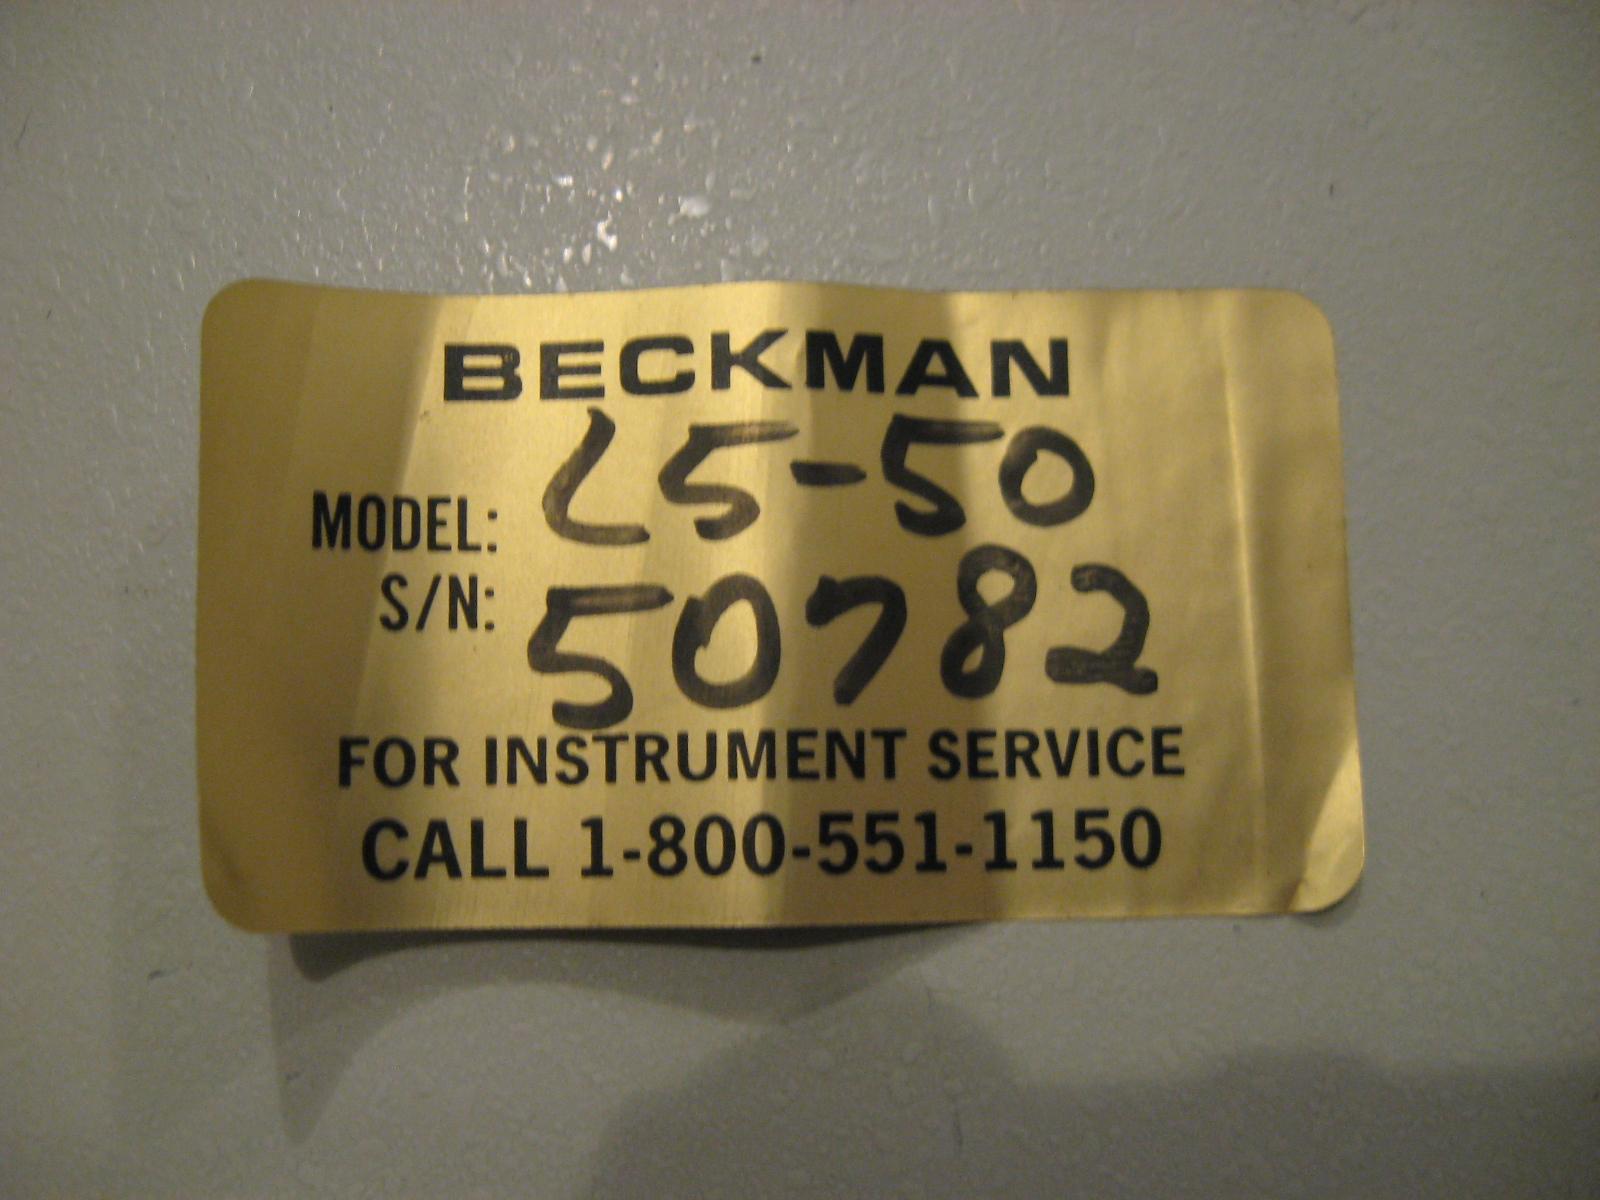 BECKMAN
MODEL: L5-50
S/N: 50782
FOR INSTRUMENT SERVICE
CALL 1-800-551-1150